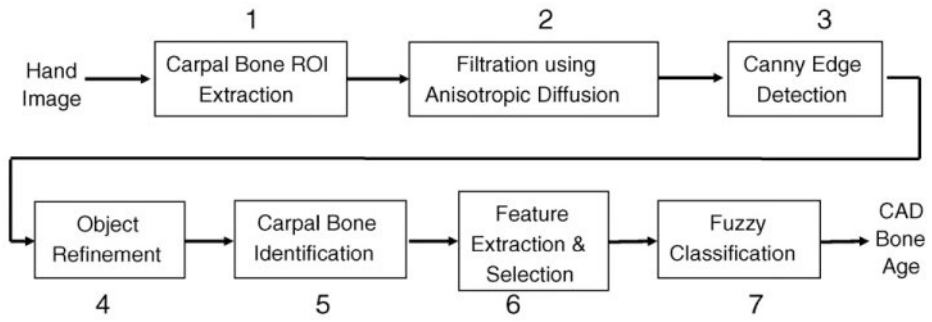 1
2
3
Hand
Image
Carpal Bone ROI
Extraction
Filtration using
Anisotropic Diffusion
Canny Edge
Detection
Object
Refinement
Carpal Bone
Identification
Feature
Extraction &
Selection
Fuzzy
Classification
CAD
Bone
Age
4
5
6
7